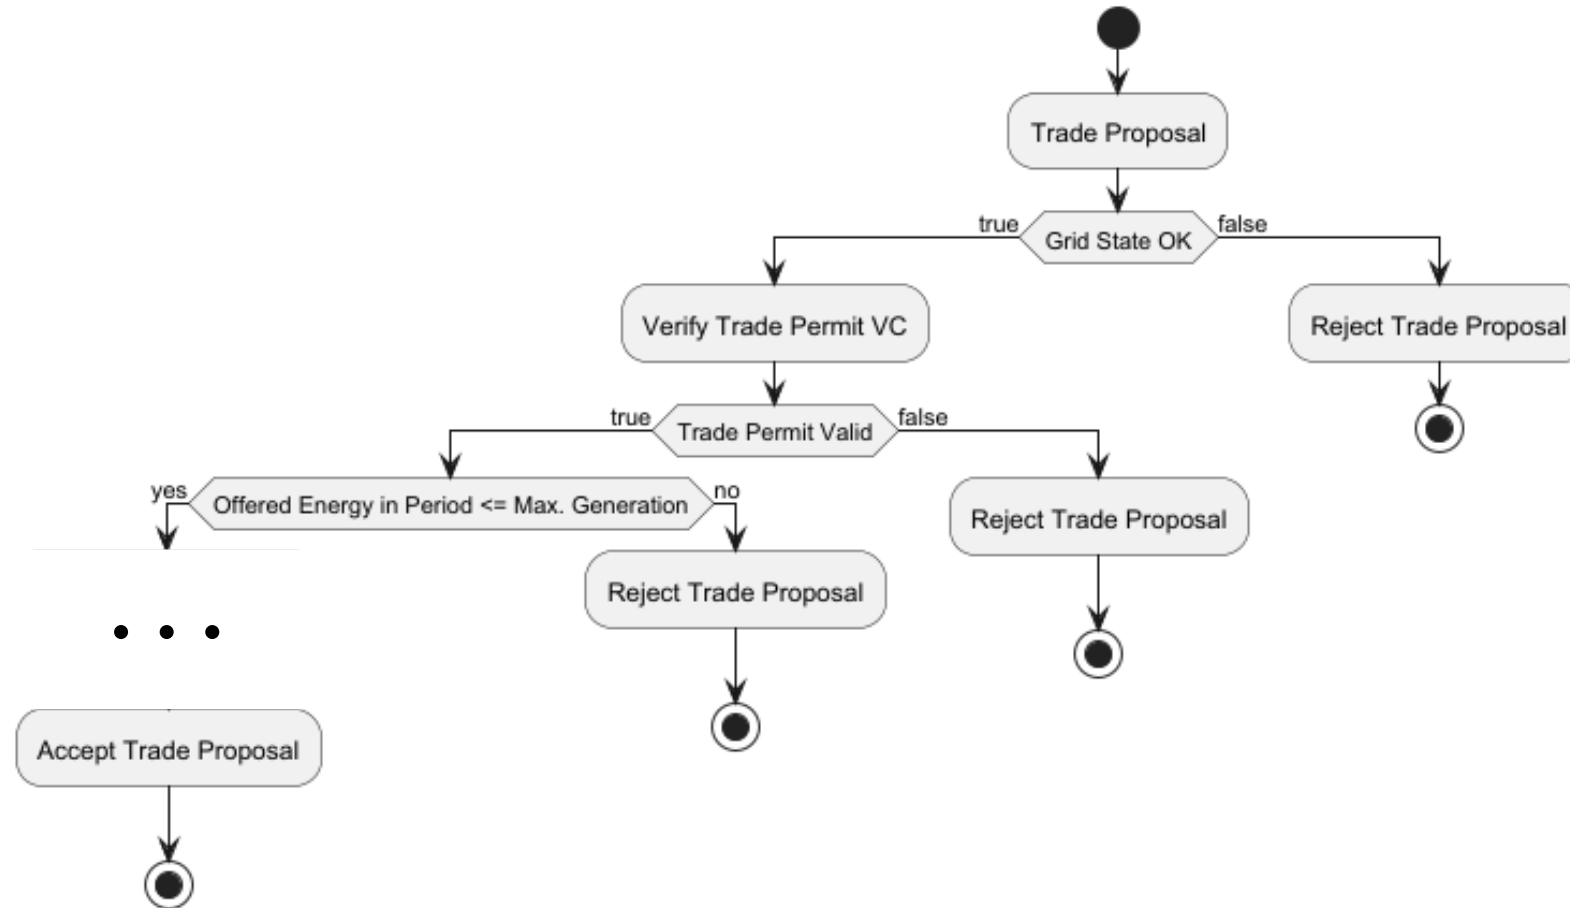 Trade Proposal
true
Grid State OK
false
Verify Trade Permit VC
Reject Trade Proposal
true
Trade Permit Valid
false
yes
Offered Energy in Period <= Max. Generation
no
Reject Trade Proposal
Reject Trade Proposal
• • •
Accept Trade Proposal